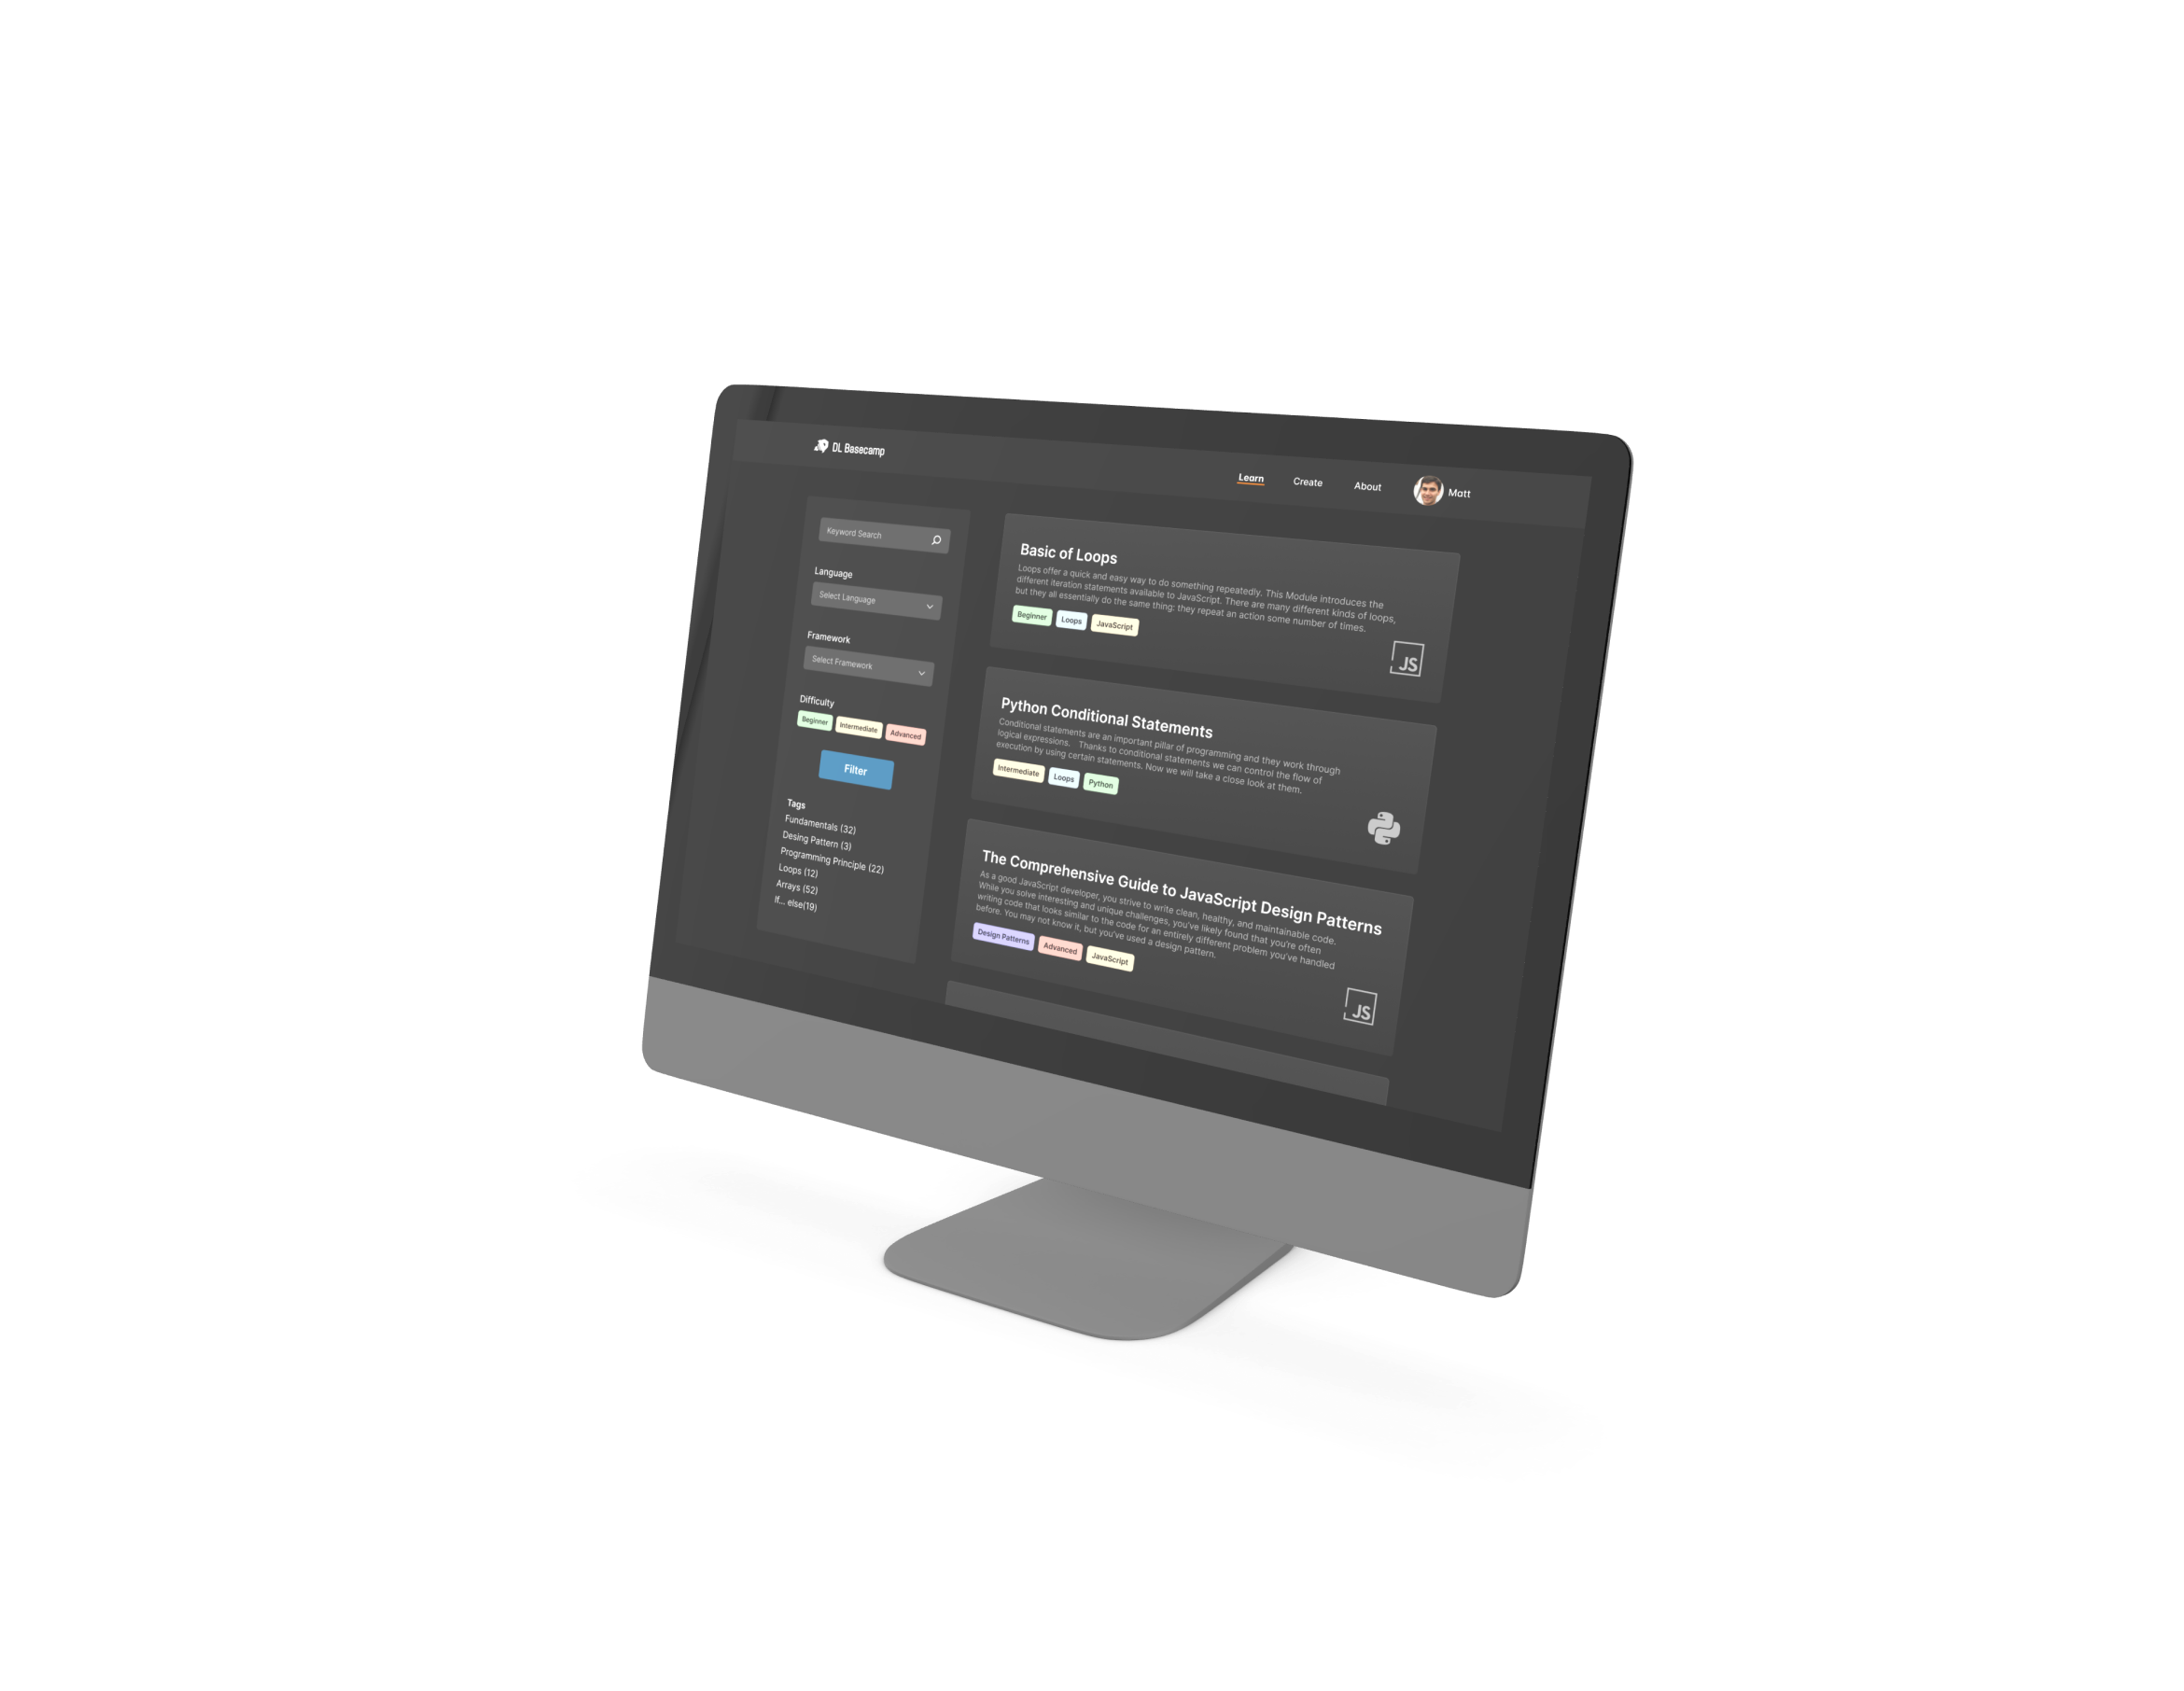 DL Basecamp
Learn
Create
About
Matt
Keyword Search
Language
Select Language
Framework
Select Framework
Difficulty
Beginner
Intermediate
Advanced
Filter
Tags
Fundamentals (32)
Desing Pattern (3)
Programming Principle (22)
Loops (12)
Arrays (52)
If... else(19)
Basic of Loops
Loops offer a quick and easy way to do something repeatedly. This Module introduces the
different iteration statements available to JavaScript. There are many different kinds of loops,
but they all essentially do the same thing: they repeat an action some number of times.
Beginner
Loops
JavaScript
JS
Python Conditional Statements
Conditional statements are an important pillar of programming and they work through
logical expressions. Thanks to conditional statements we can control the flow of
execution by using certain statements. Now we will take a close look at them.
Intermediate
Loops
Python
The Comprehensive Guide to JavaScript Design Patterns
As a good JavaScript developer, you strive to write clean, healthy, and maintainable code.
While you solve interesting and unique challenges, you've likely found that you're often
writing code that looks similar to the code for an entirely different problem you've handled
before. You may not know it, but you've used a design pattern.
Design Patterns
Advanced
JavaScript
JS